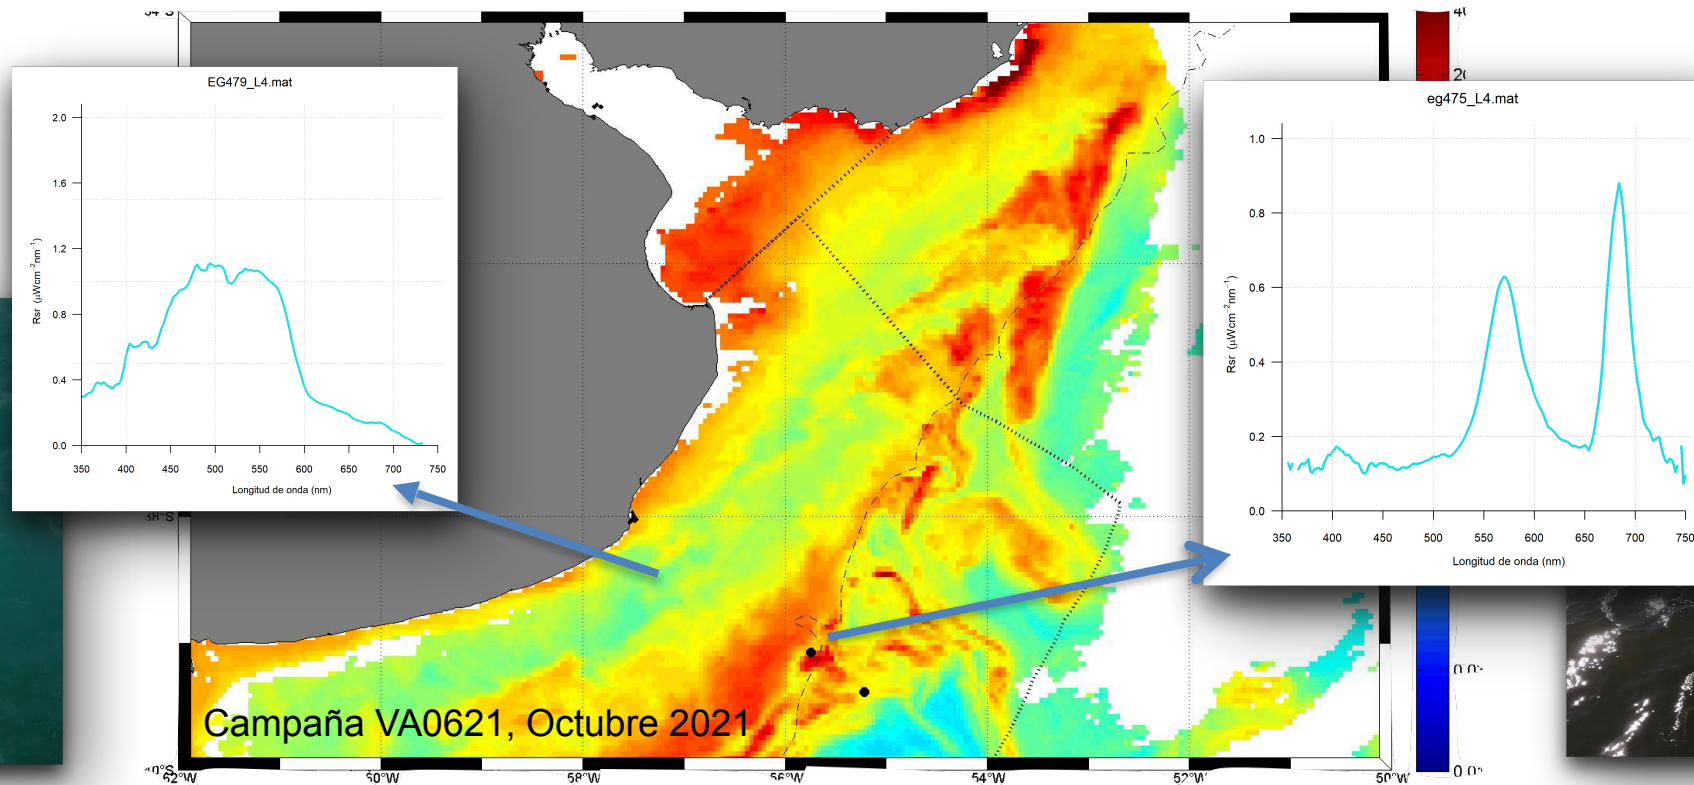 EG479_L4.mat
2.0
1.6
1.2
0.8
0.4
0.0
Rsr (μWcm⁻²nm⁻¹)
350 400 450 500 550 600 650 700 750
Longitud de onda (nm)
eg475_L4.mat
1.0
0.8
0.6
0.4
0.2
0.0
Rsr (μWcm⁻²nm⁻¹)
350 400 450 500 550 600 650 700 750
Longitud de onda (nm)
Campaña VA0621, Octubre 2021
62°W 60°W 58°W 56°W 54°W 52°W 50°W